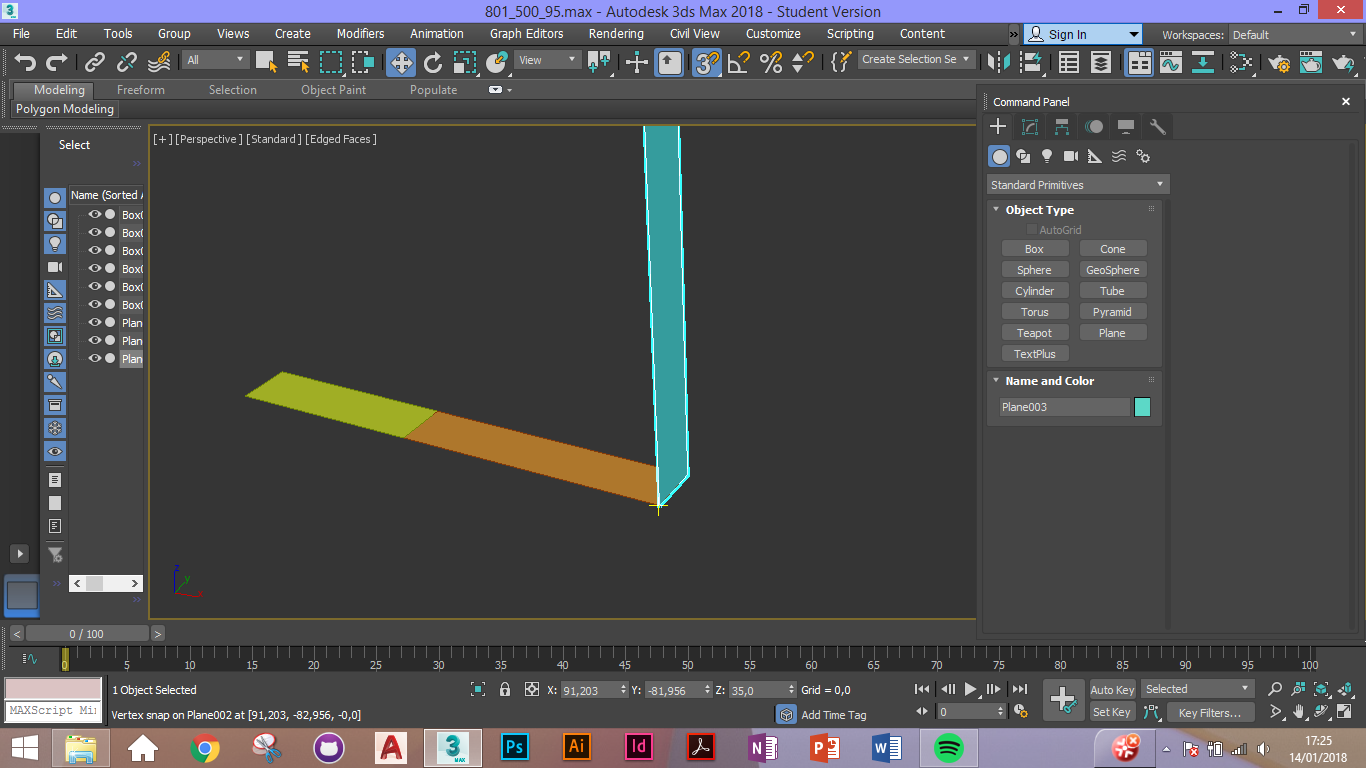 801_500_95.max - Autodesk 3ds Max 2018 - Student Version
File Edit Tools Group Views Create Modifiers Animation Graph Editors Rendering Civil View Customize Scripting Content » Sign In Workspaces: Default
All View Create Selection Se
Modeling Freeform Selection Object Paint Populate
Polygon Modeling
Command Panel
Select
[+] [Perspective] [Standard] [Edged Faces]
Standard Primitives
Name (Sorted A
Object Type
AutoGrid
Box0
Box Cone
Box0
Sphere GeoSphere
Box0
Cylinder Tube
Box0
Torus Pyramid
Box0
Teapot Plane
Box0
TextPlus
Plan
Plan
Plan
Name and Color
Plane003
z
y
0 / 100
0 5 10 15 20 25 30 35 40 45 50 55 60 65 70 75 80 85 90 95 100
1 Object Selected X: 91,203 Y: -81,956 Z: 35,0 Grid = 0,0 Auto Key Selected
MAXScript Mi Vertex snap on Plane002 at [91,203, -82,956, -0,0] Add Time Tag 0 Set Key Key Filters...
3 MAX Ps Ai Id N P W
17:25
14/01/2018